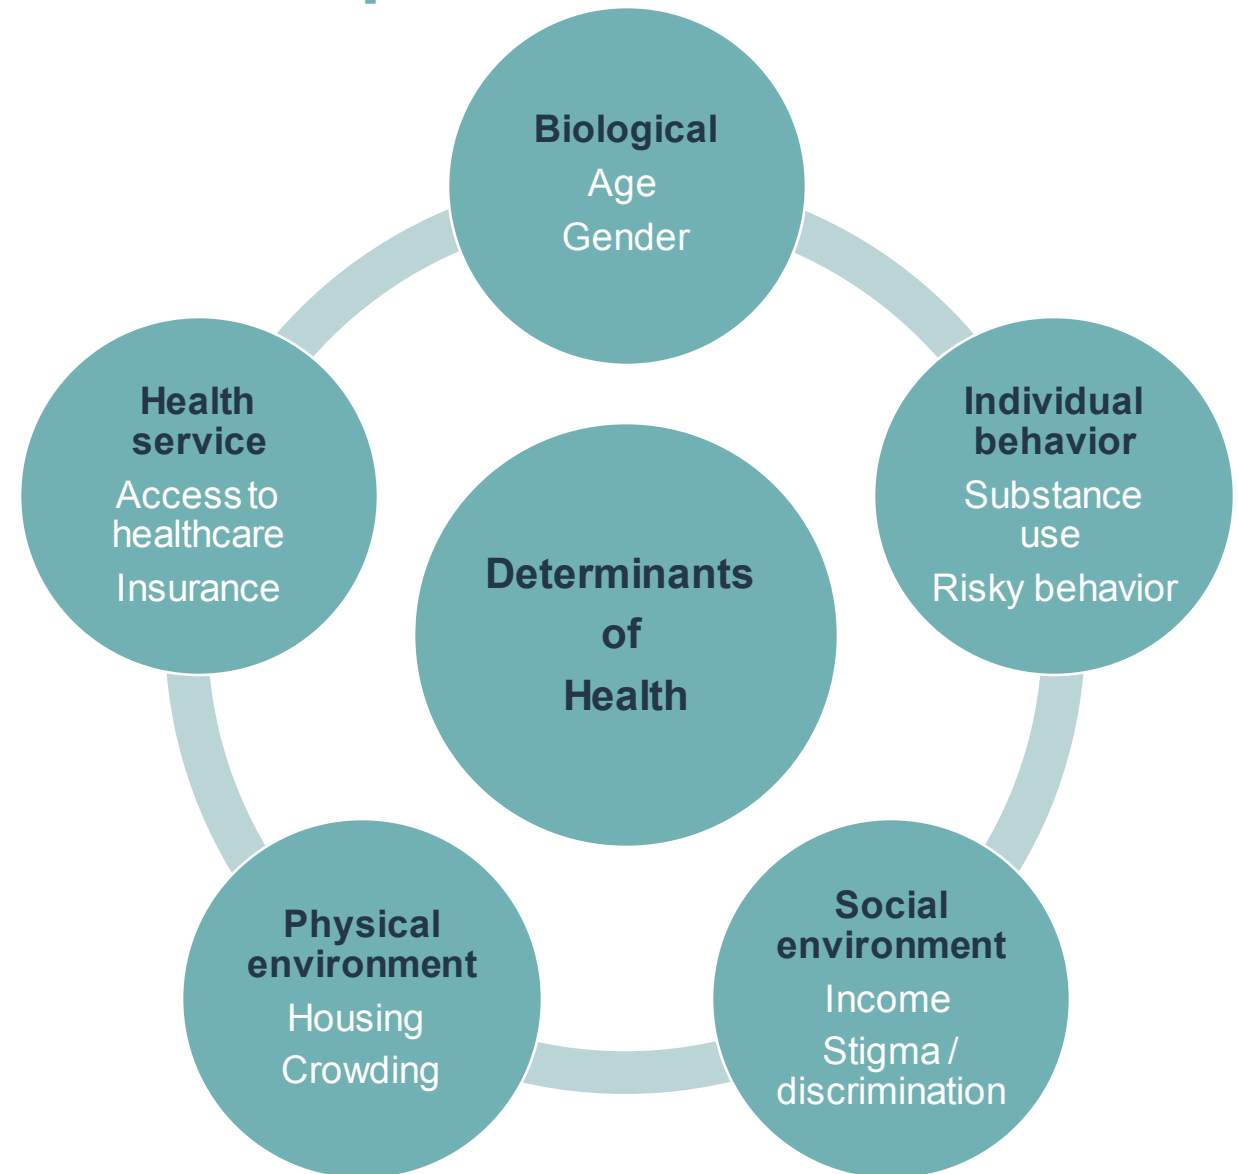 Biological
Age
Gender
Individual
behavior
Substance
use
Risky behavior
Social
environment
Income
Stigma /
discrimination
Physical
environment
Housing
Crowding
Health
service
Access to
healthcare
Insurance
Determinants
of
Health